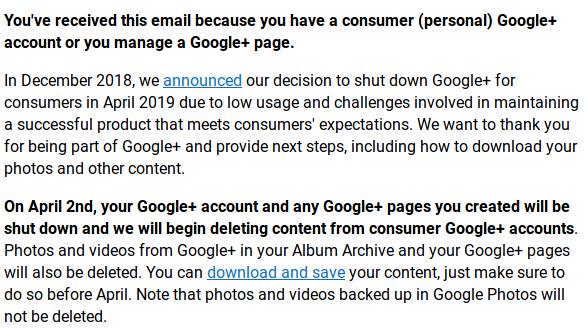 You've received this email because you have a consumer (personal) Google+
account or you manage a Google+ page.
In December 2018, we announced our decision to shut down Google+ for
consumers in April 2019 due to low usage and challenges involved in maintaining
a successful product that meets consumers' expectations. We want to thank you
for being part of Google+ and provide next steps, including how to download your
photos and other content.
On April 2nd, your Google+ account and any Google+ pages you created will be
shut down and we will begin deleting content from consumer Google+ accounts.
Photos and videos from Google+ in your Album Archive and your Google+ pages
will also be deleted. You can download and save your content, just make sure to
do so before April. Note that photos and videos backed up in Google Photos will
not be deleted.